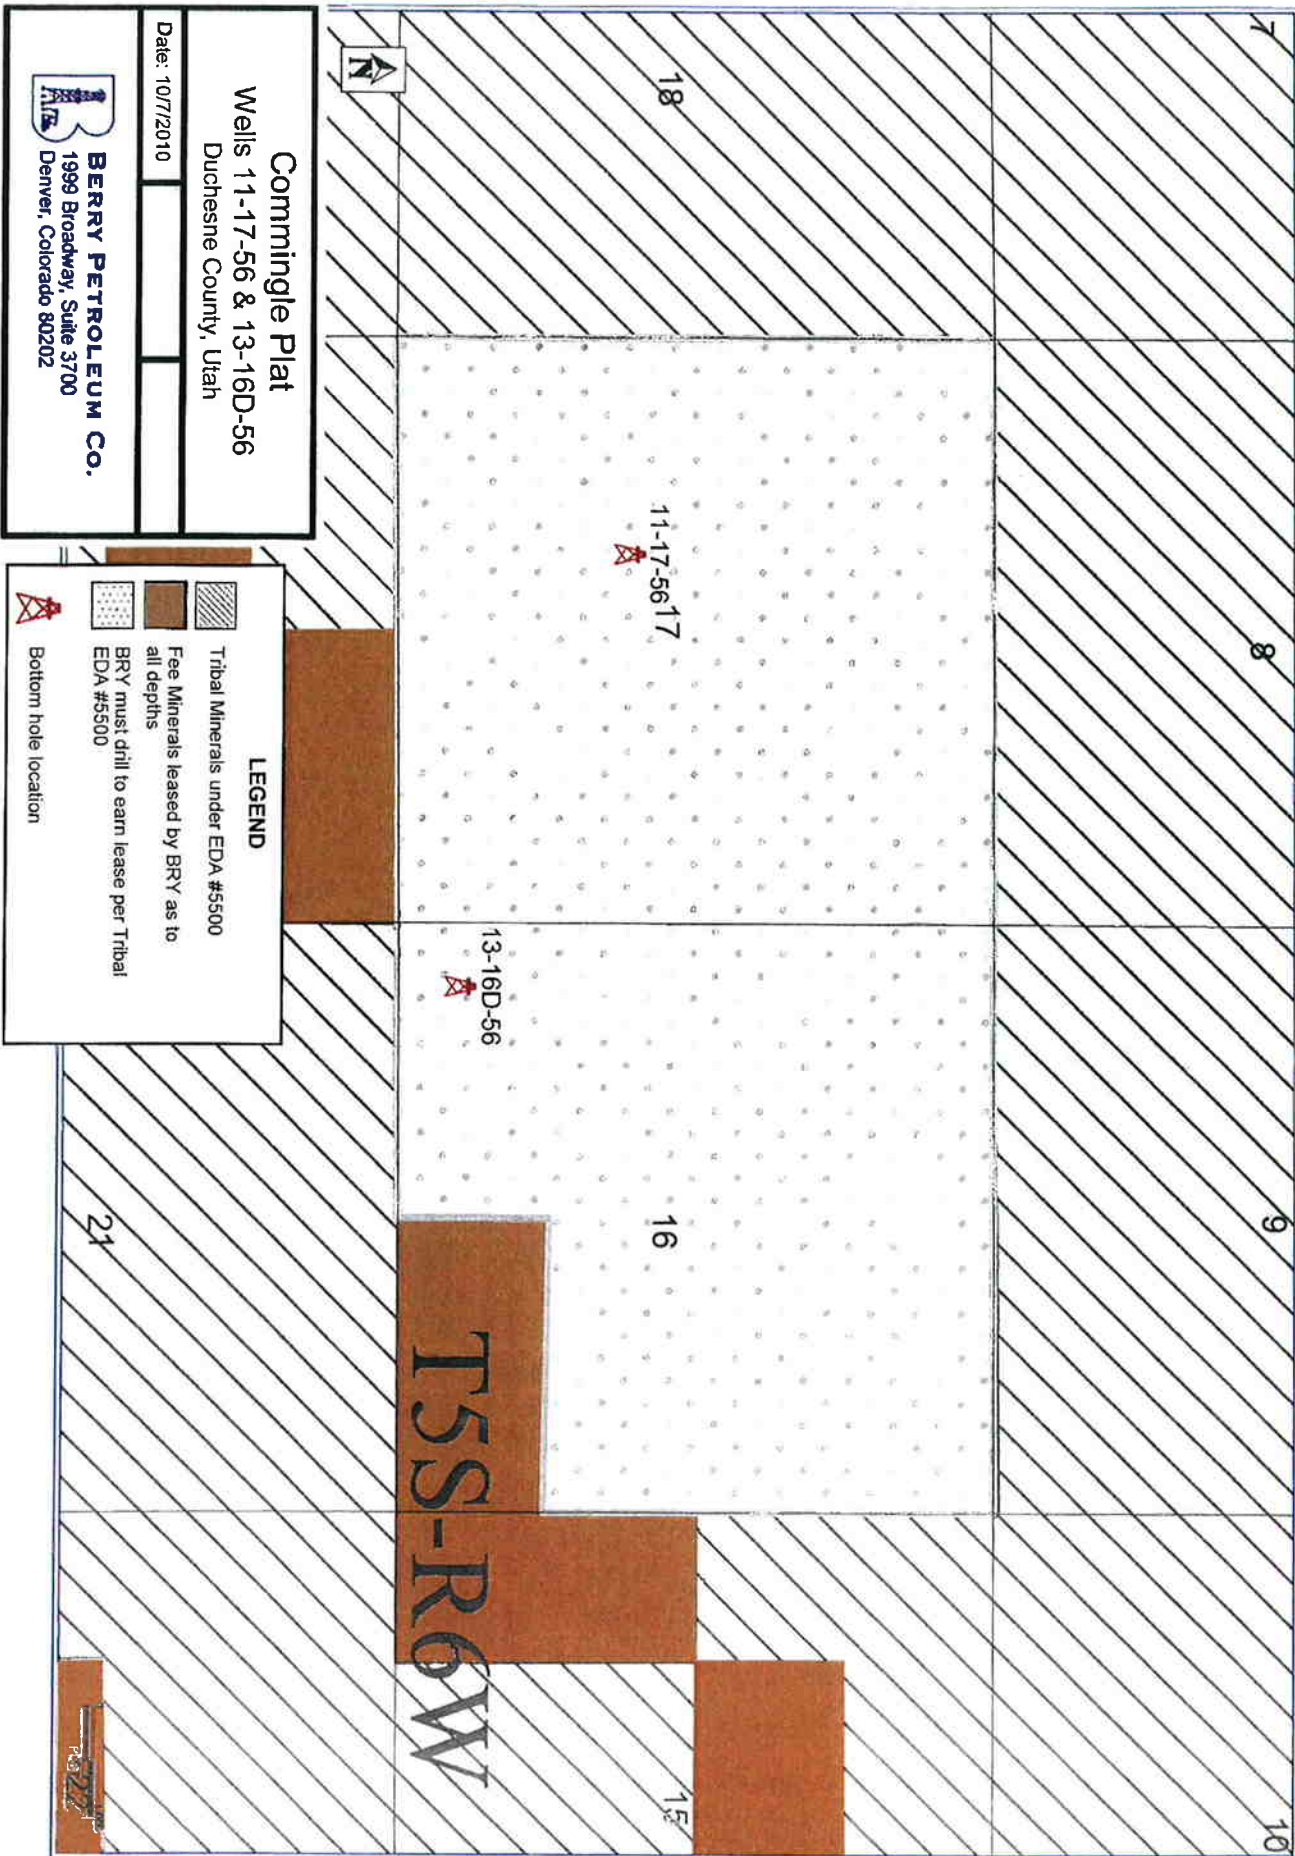 7
8
9
10
18
11-17-56
17
16
15
13-16D-56
T5S-R6W
21
22
N
Commingle Plat
Wells 11-17-56 & 13-16D-56
Duchesne County, Utah
Date: 10/7/2010
BERRY PETROLEUM CO.
1999 Broadway, Suite 3700
Denver, Colorado 80202
LEGEND
Tribal Minerals under EDA #5500
Fee Minerals leased by BRY as to
all depths
BRY must drill to earn lease per Tribal
EDA #5500
Bottom hole location